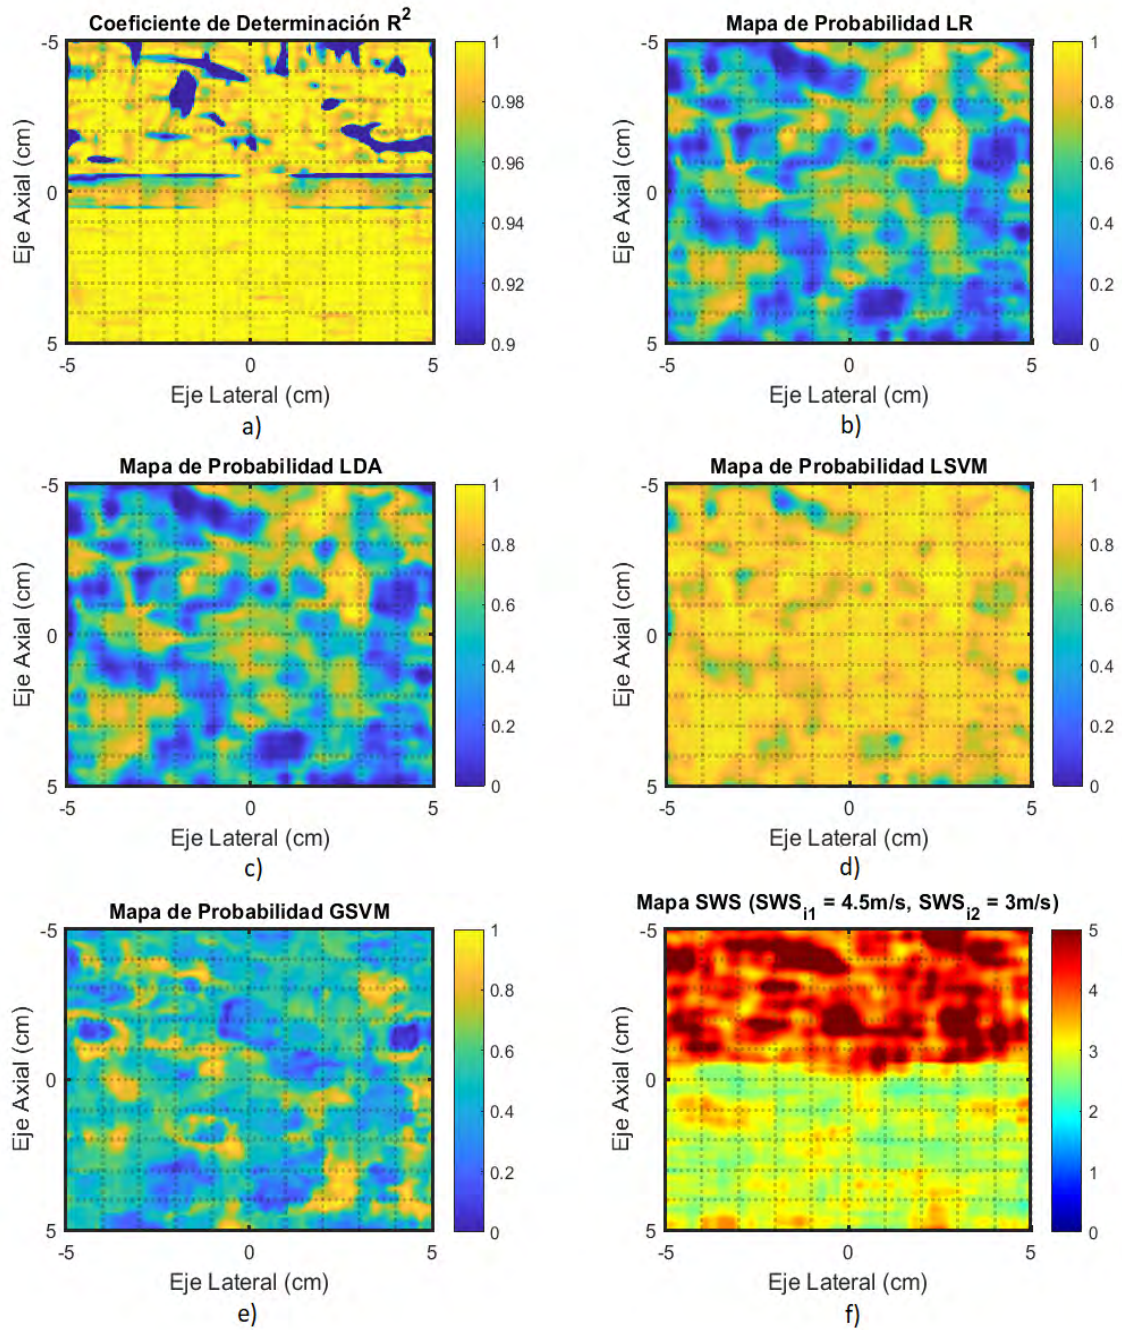 Coeficiente de Determinación R²
-5
0
5
Eje Axial (cm)
-5 0 5
Eje Lateral (cm)
1
0.98
0.96
0.94
0.92
0.9
a)
Mapa de Probabilidad LR
-5
0
5
Eje Axial (cm)
-5 0 5
Eje Lateral (cm)
1
0.8
0.6
0.4
0.2
0
b)
Mapa de Probabilidad LDA
-5
0
5
Eje Axial (cm)
-5 0 5
Eje Lateral (cm)
1
0.8
0.6
0.4
0.2
0
c)
Mapa de Probabilidad LSVM
-5
0
5
Eje Axial (cm)
-5 0 5
Eje Lateral (cm)
1
0.8
0.6
0.4
0.2
0
d)
Mapa de Probabilidad GSVM
-5
0
5
Eje Axial (cm)
-5 0 5
Eje Lateral (cm)
1
0.8
0.6
0.4
0.2
0
e)
Mapa SWS (SWS_i1 = 4.5m/s, SWS_i2 = 3m/s)
-5
0
5
Eje Axial (cm)
-5 0 5
Eje Lateral (cm)
5
4
3
2
1
0
f)